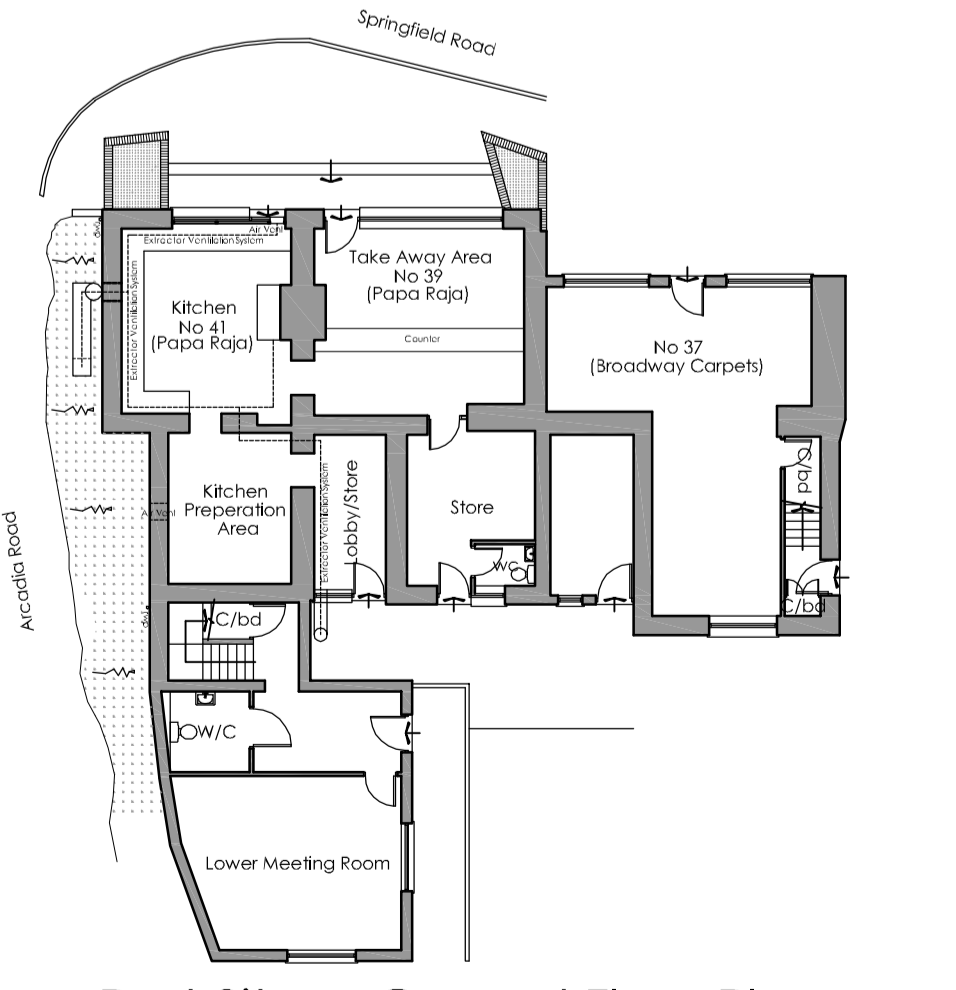 Springfield Road
Air Vent
Extractor Ventilation System
Take Away Area
No 39
(Papa Raja)
Extractor Ventilation System
Kitchen
No 41
(Papa Raja)
Counter
No 37
(Broadway Carpets)
C/bd
Kitchen
Preperation
Area
Air Vent
Extractor Ventilation System
Lobby/Store
Store
WC
Arcadia Road
C/bd
C/bd
W/C
Lower Meeting Room